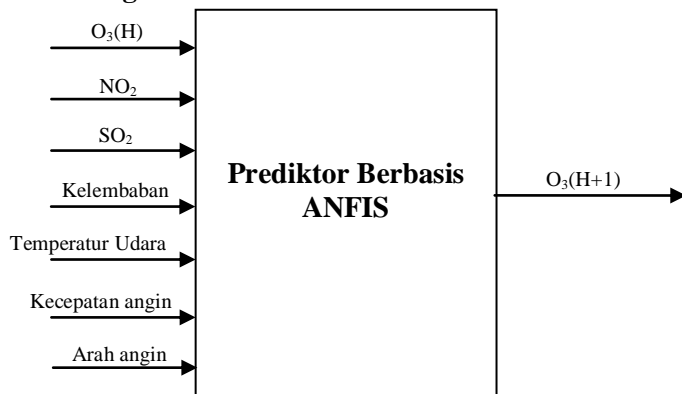 O₃(H)
NO₂
SO₂
Kelembaban
Temperatur Udara
Kecepatan angin
Arah angin
Prediktor Berbasis
ANFIS
O₃(H+1)